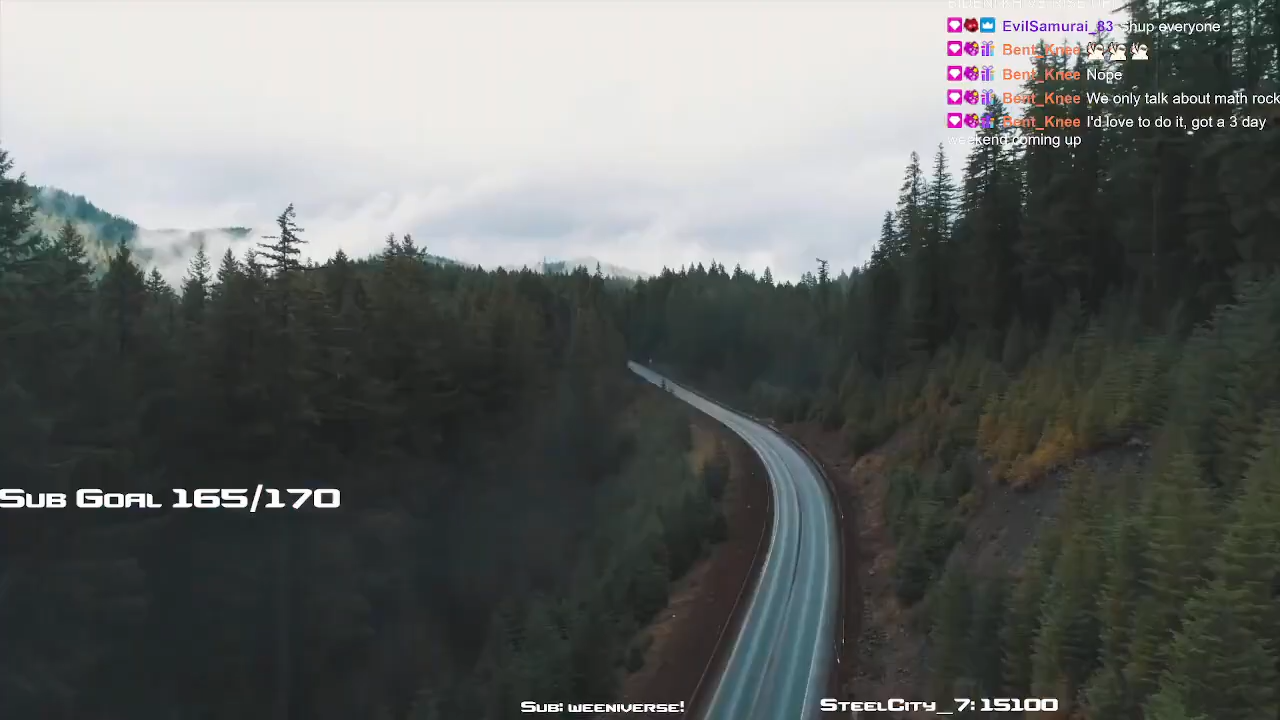 EvilSamurai_83 shup everyone
Bent_Knee
Bent_Knee Nope
Bent_Knee We only talk about math rock
Bent_Knee I'd love to do it, got a 3 day
weekend coming up
Sub Goal 165/170
Sub: weeniverse!
SteelCity_7: 15100